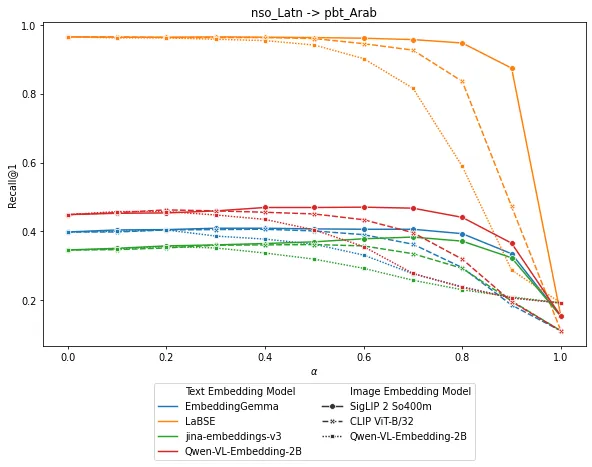 nso_Latn -> pbt_Arab
Recall@1
1.0
0.8
0.6
0.4
0.2
0.0 0.2 0.4 0.6 0.8 1.0
α
Text Embedding Model Image Embedding Model
EmbeddingGemma SigLIP 2 So400m
LaBSE CLIP ViT-B/32
jina-embeddings-v3 Qwen-VL-Embedding-2B
Qwen-VL-Embedding-2B